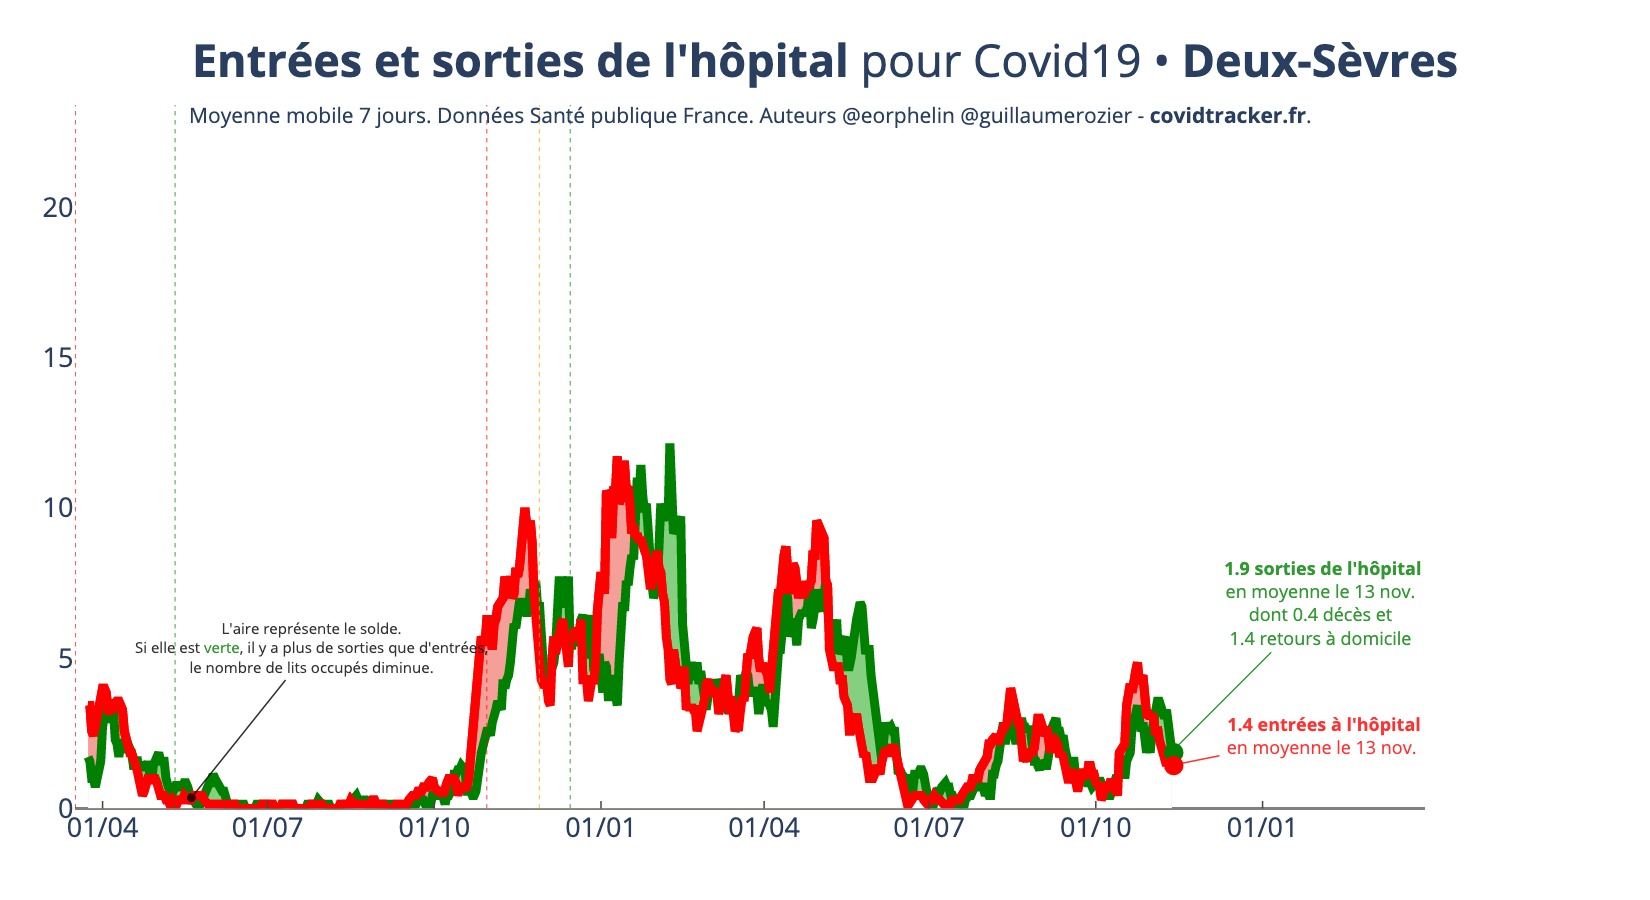 Entrées et sorties de l'hôpital pour Covid19 • Deux-Sèvres
Moyenne mobile 7 jours. Données Santé publique France. Auteurs @eorphelin @guillaumerozier - covidtracker.fr.
20
15
10
5
0
L'aire représente le solde.
Si elle est verte, il y a plus de sorties que d'entrées,
le nombre de lits occupés diminue.
1.9 sorties de l'hôpital
en moyenne le 13 nov.
dont 0.4 décès et
1.4 retours à domicile
1.4 entrées à l'hôpital
en moyenne le 13 nov.
01/04 01/07 01/10 01/01 01/04 01/07 01/10 01/01